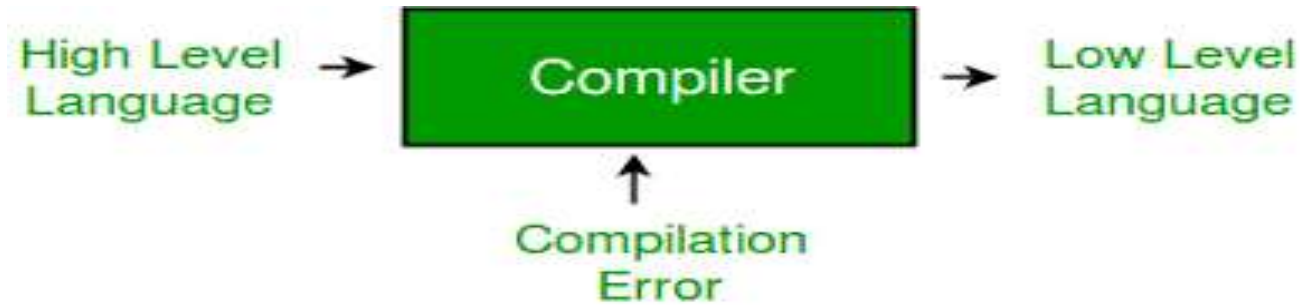 High Level
Language
Compiler
Low Level
Language
Compilation
Error